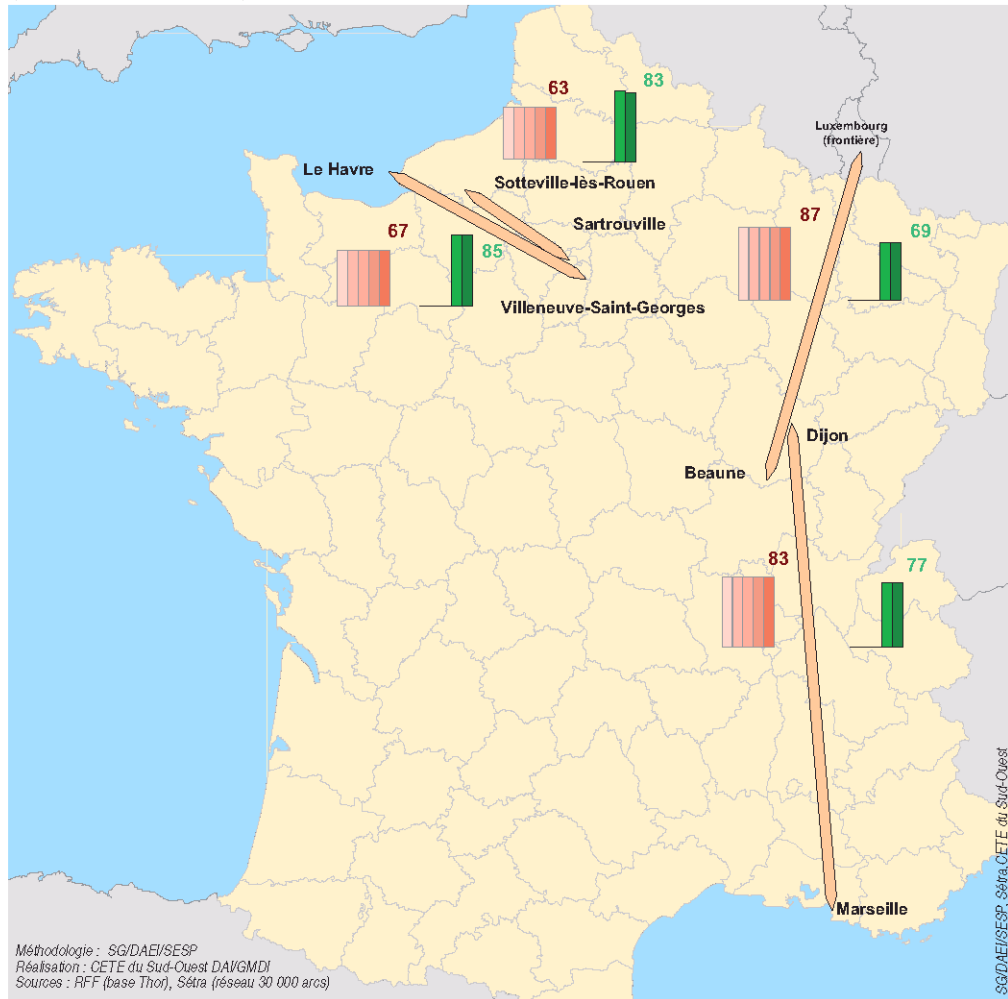 63
83
Luxembourg
(frontière)
Le Havre
Sotteville-lès-Rouen
87
67
Sartrouville
69
85
Villeneuve-Saint-Georges
Dijon
Beaune
83
77
Marseille
Méthodologie : SG/DAEI/SESP
Réalisation : CETE du Sud-Ouest DAI/GMDI
Sources : RFF (base Thor), Sétra (réseau 30 000 arcs)
SG/DAEI/SESP, Sétra,CETE du Sud-Ouest